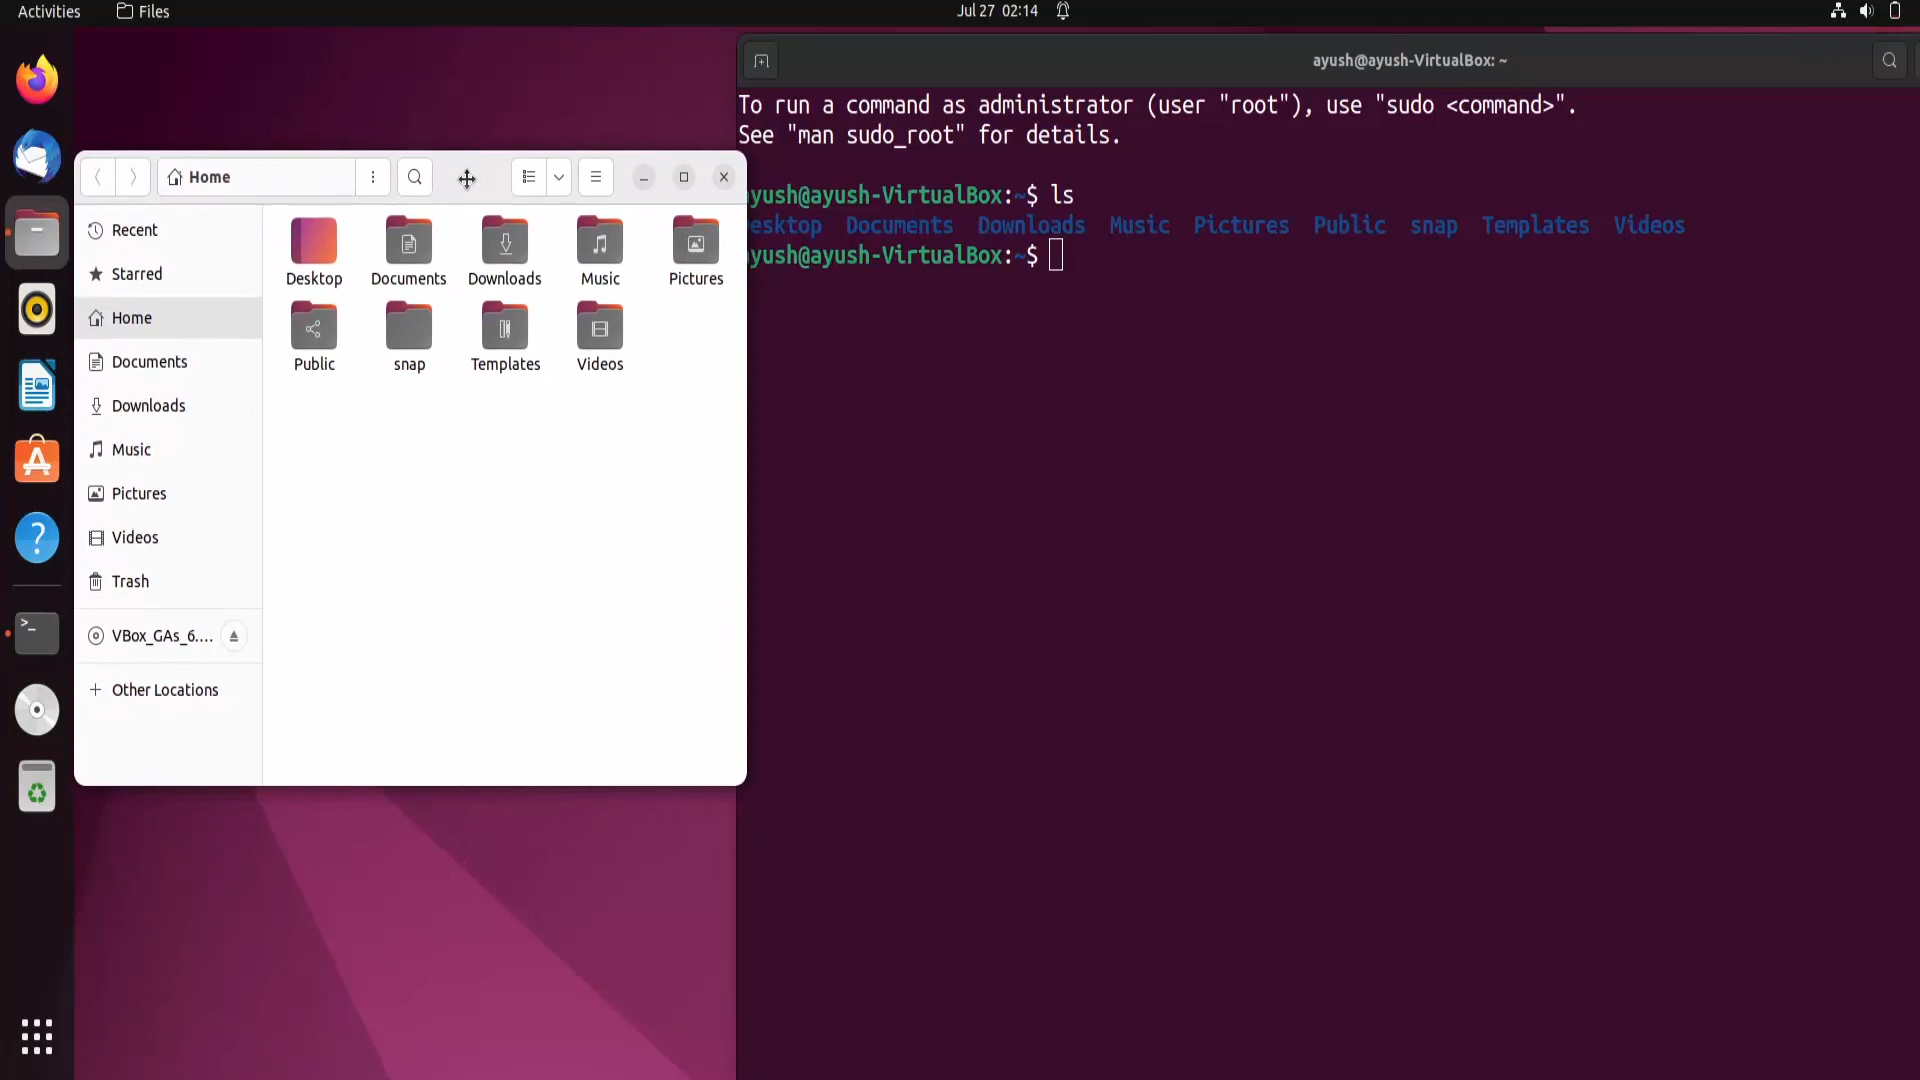 Activities Files Jul 27 02:14
ayush@ayush-VirtualBox: ~
To run a command as administrator (user "root"), use "sudo <command>".
See "man sudo_root" for details.
yush@ayush-VirtualBox:~$ ls
esktop Documents Downloads Music Pictures Public snap Templates Videos
yush@ayush-VirtualBox:~$
Home
Recent
Starred
Home
Documents
Downloads
Music
Pictures
Videos
Trash
VBox_GAs_6....
Other Locations
Desktop Documents Downloads Music Pictures
Public snap Templates Videos